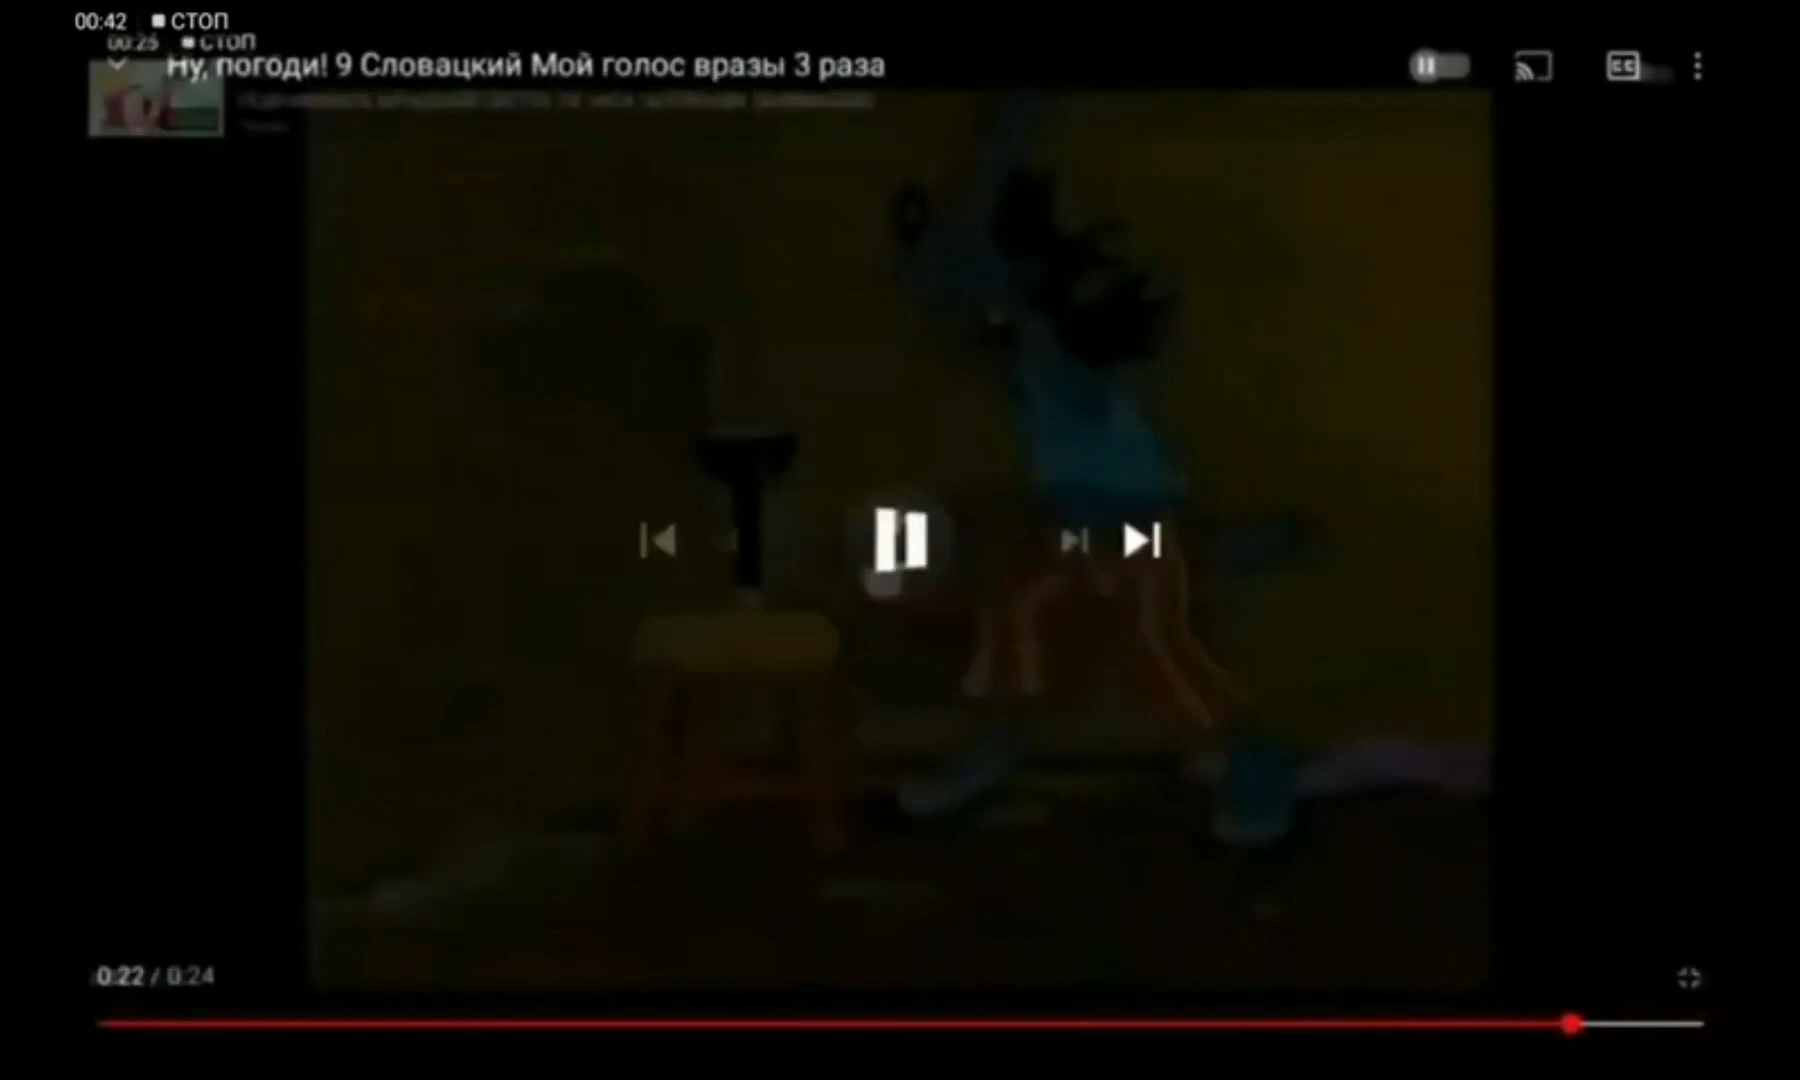 00:42 СТОП
00:25 СТОП
Ну, погоди! 9 Словацкий Мой голос вразы 3 раза
CC
0:22 / 0:24